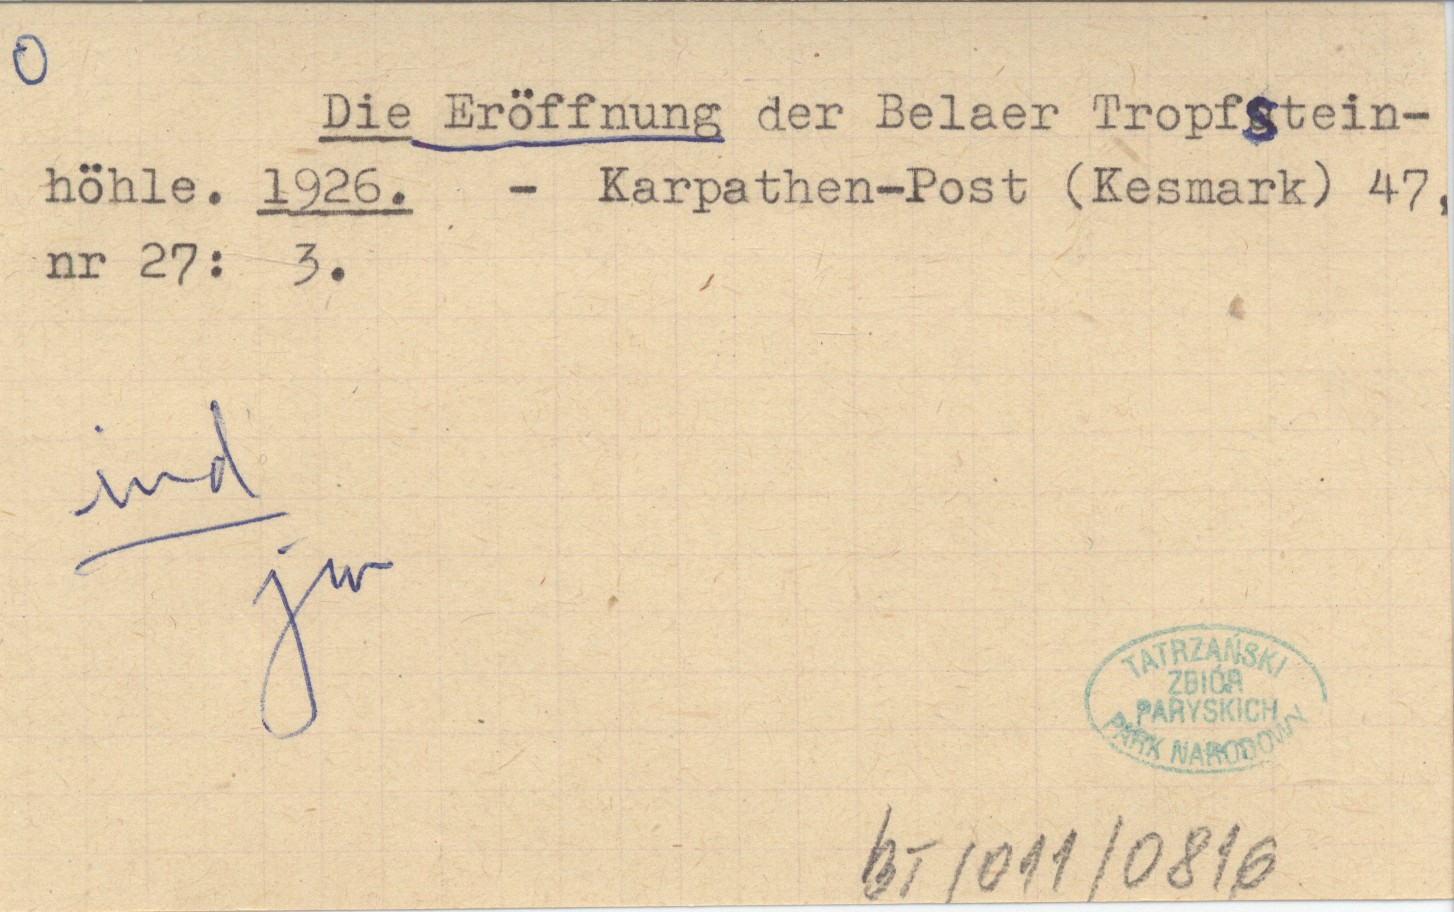 O
Die Eröffnung der Belaer Tropfstein-
höhle. 1926. - Karpathen-Post (Kesmark) 47,
nr 27: 3.
ind
jw
TATRZAŃSKI
ZBIÓR
PARYSKICH
PARK NARODOWY
bT/011/0816